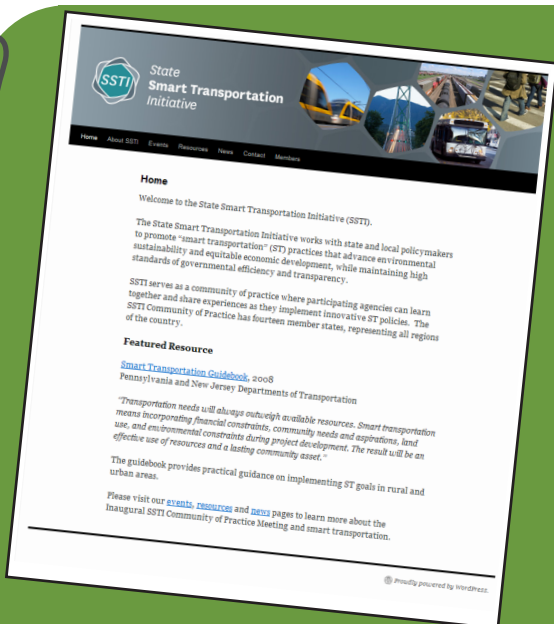 SSTI
State
Smart Transportation
Initiative
Home About SSTI Events Resources News Contact Members
Home
Welcome to the State Smart Transportation Initiative (SSTI).
The State Smart Transportation Initiative works with state and local policymakers
to promote "smart transportation" (ST) practices that advance environmental
sustainability and equitable economic development, while maintaining high
standards of governmental efficiency and transparency.
SSTI serves as a community of practice where participating agencies can learn
together and share experiences as they implement innovative ST policies. The
SSTI Community of Practice has fourteen member states, representing all regions
of the country.
Featured Resource
Smart Transportation Guidebook, 2008
Pennsylvania and New Jersey Departments of Transportation
"Transportation needs will always outweigh available resources. Smart transportation
means incorporating financial constraints, community needs and aspirations, land
use, and environmental constraints during project development. The result will be an
effective use of resources and a lasting community asset."
The guidebook provides practical guidance on implementing ST goals in rural and
urban areas.
Please visit our events, resources and news pages to learn more about the
Inaugural SSTI Community of Practice Meeting and smart transportation.
Proudly powered by WordPress.